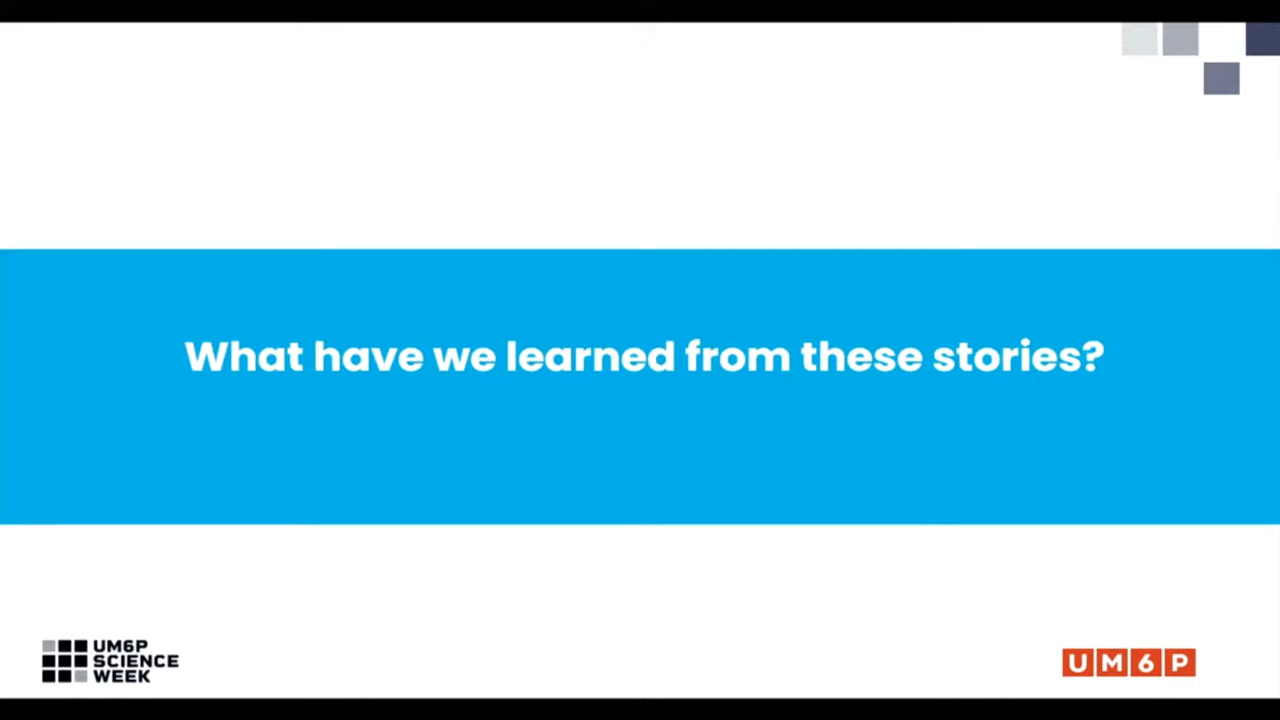 What have we learned from these stories?
UM6P
SCIENCE
WEEK
UM6P